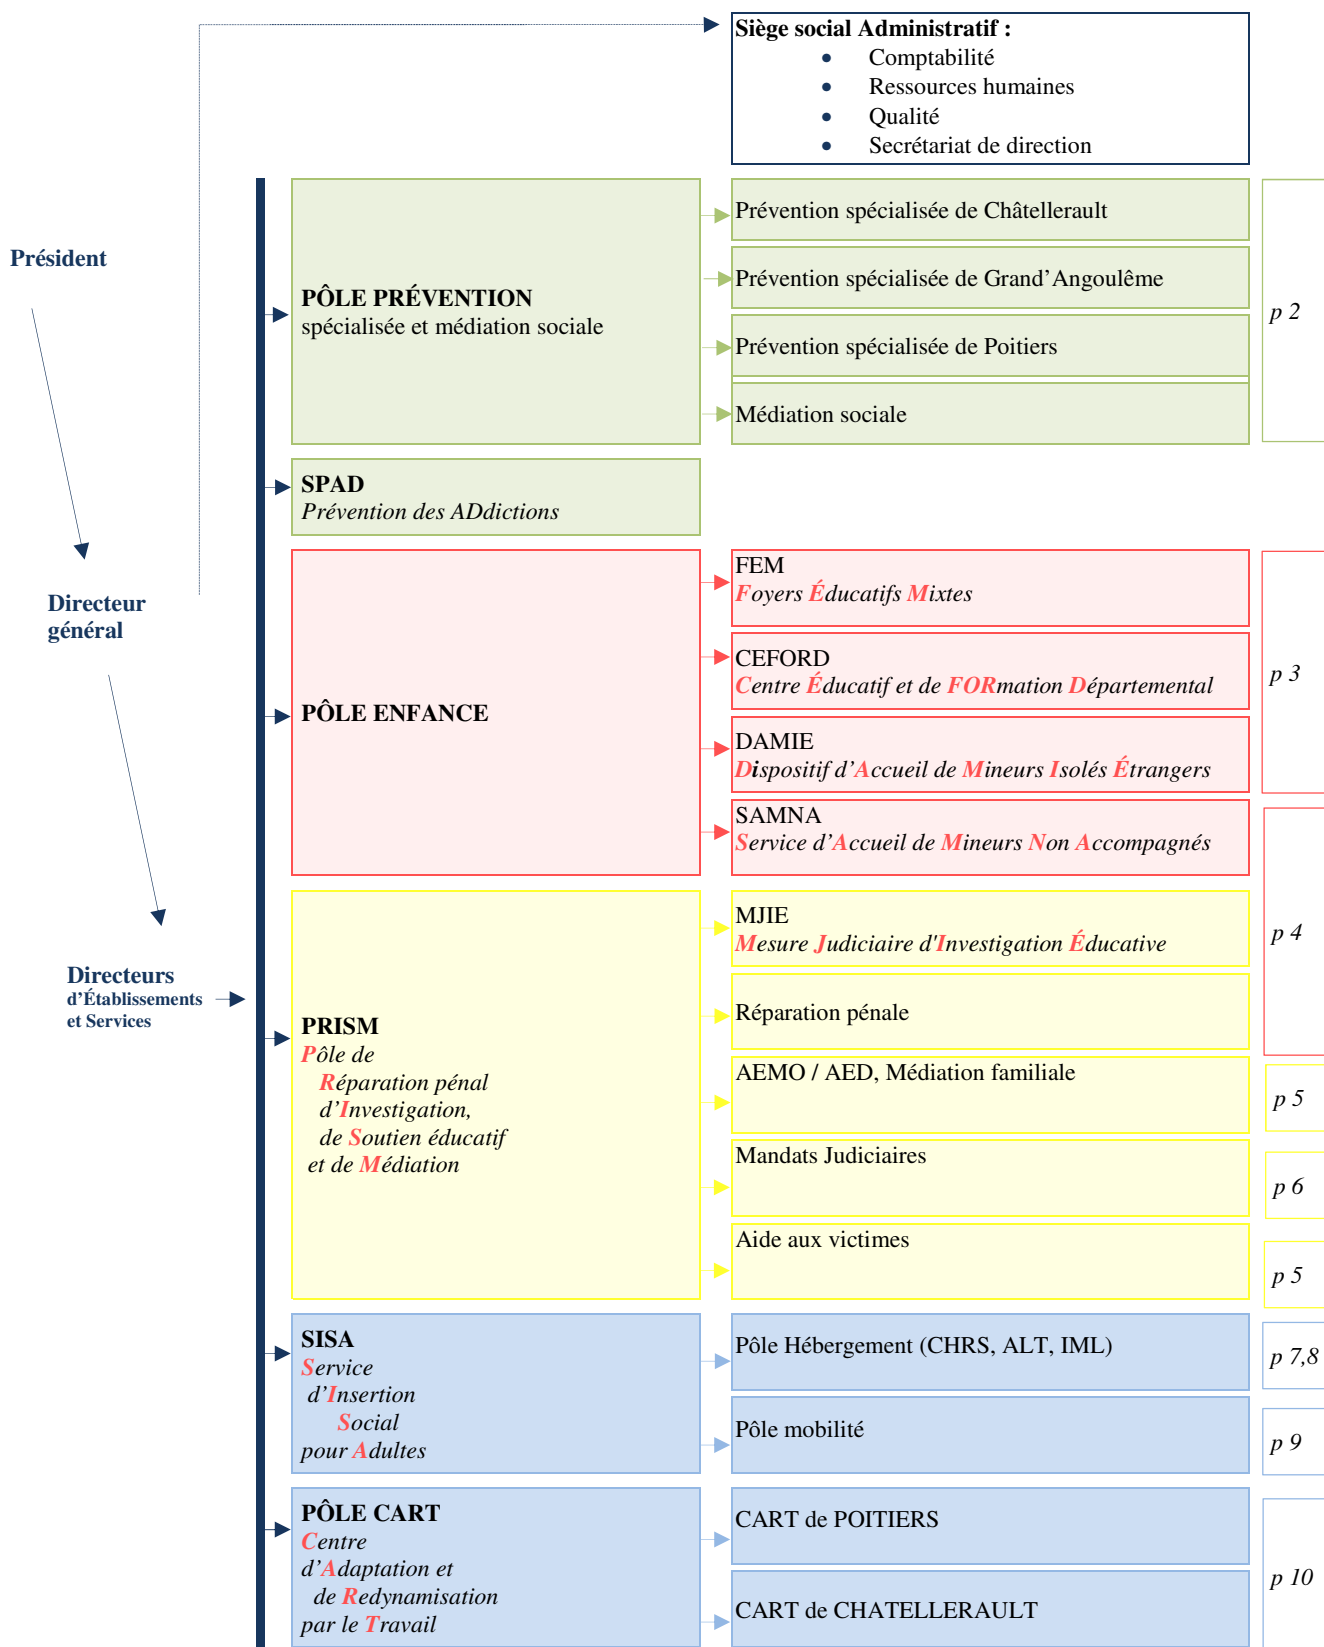 Siège social Administratif :
• Comptabilité
• Ressources humaines
• Qualité
• Secrétariat de direction
Président
Directeur
général
Directeurs
d’Établissements
et Services
PÔLE PRÉVENTION
spécialisée et médiation sociale
Prévention spécialisée de Châtellerault
Prévention spécialisée de Grand’Angoulême
Prévention spécialisée de Poitiers
Médiation sociale
p 2
SPAD
Prévention des ADdictions
PÔLE ENFANCE
FEM
Foyers Éducatifs Mixtes
CEFORD
Centre Éducatif et de FORmation Départemental
DAMIE
Dispositif d’Accueil de Mineurs Isolés Étrangers
p 3
SAMNA
Service d’Accueil de Mineurs Non Accompagnés
PRISM
Pôle de
Réparation pénal
d’Investigation,
de Soutien éducatif
et de Médiation
MJIE
Mesure Judiciaire d'Investigation Éducative
Réparation pénale
p 4
AEMO / AED, Médiation familiale
p 5
Mandats Judiciaires
p 6
Aide aux victimes
p 5
SISA
Service
d’Insertion
Social
pour Adultes
Pôle Hébergement (CHRS, ALT, IML)
p 7,8
Pôle mobilité
p 9
PÔLE CART
Centre
d'Adaptation et
de Redynamisation
par le Travail
CART de POITIERS
CART de CHATELLERAULT
p 10